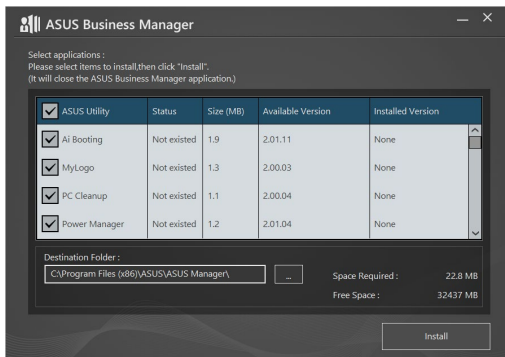 ASUS Business Manager
Select applications :
Please select items to install,then click "Install".
(It will close the ASUS Business Manager application.)
ASUS Utility Status Size (MB) Available Version Installed Version
Ai Booting Not existed 1.9 2.01.11 None
MyLogo Not existed 1.3 2.00.03 None
PC Cleanup Not existed 1.1 2.00.04 None
Power Manager Not existed 1.2 2.01.04 None
Destination Folder :
C:\Program Files (x86)\ASUS\ASUS Manager\ ... Space Required : 22.8 MB
Free Space : 32437 MB
Install